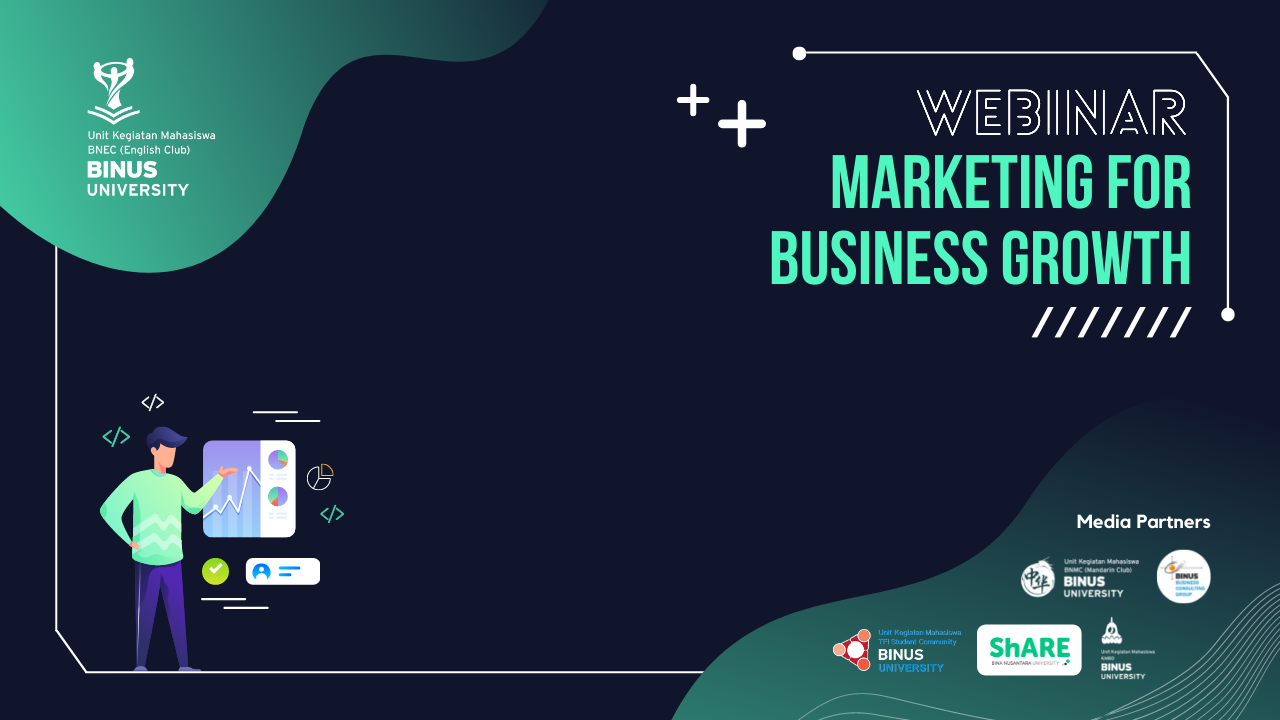 Unit Kegiatan Mahasiswa
BNEC (English Club)
BINUS
UNIVERSITY
WEBINAR
MARKETING FOR
BUSINESS GROWTH
Media Partners
Unit Kegiatan Mahasiswa
BNMC (Mandarin Club)
BINUS
UNIVERSITY
中华
BINUS
BUSINESS
CONSULTING
GROUP
Unit Kegiatan Mahasiswa
TFI Student Community
BINUS
UNIVERSITY
ShARE
BINA NUSANTARA UNIVERSITY
Unit Kegiatan Mahasiswa
KMBD
BINUS
UNIVERSITY